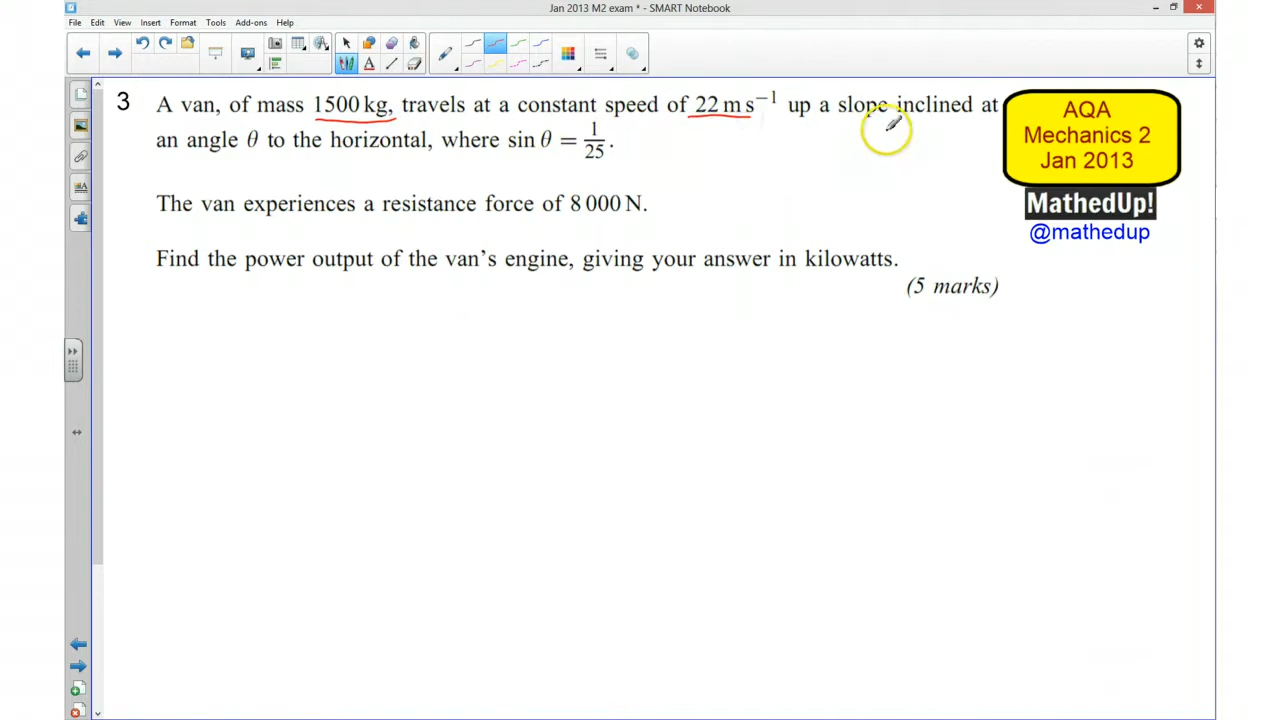 Jan 2013 M2 exam * - SMART Notebook
File Edit View Insert Format Tools Add-ons Help
3 A van, of mass 1500 kg, travels at a constant speed of 22 m s⁻¹ up a slope inclined at
an angle θ to the horizontal, where sin θ = 1/25.
The van experiences a resistance force of 8 000 N.
Find the power output of the van's engine, giving your answer in kilowatts.
(5 marks)
AQA
Mechanics 2
Jan 2013
MathedUp!
@mathedup